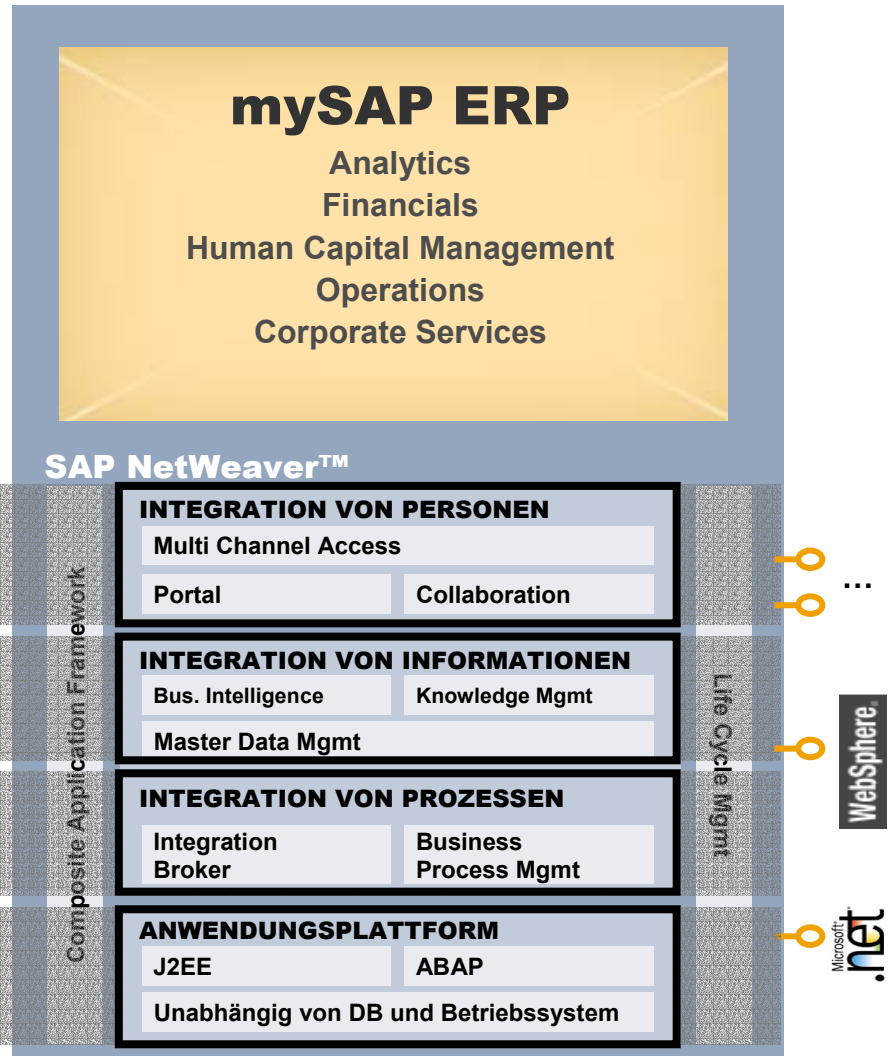 mySAP ERP
Analytics
Financials
Human Capital Management
Operations
Corporate Services
SAP NetWeaver™
Composite Application Framework
INTEGRATION VON PERSONEN
Multi Channel Access
Portal
Collaboration
INTEGRATION VON INFORMATIONEN
Bus. Intelligence
Knowledge Mgmt
Master Data Mgmt
INTEGRATION VON PROZESSEN
Integration
Broker
Business
Process Mgmt
ANWENDUNGSPLATTFORM
J2EE
ABAP
Unabhängig von DB und Betriebssystem
Life Cycle Mgmt
...
WebSphere.
Microsoft
.net